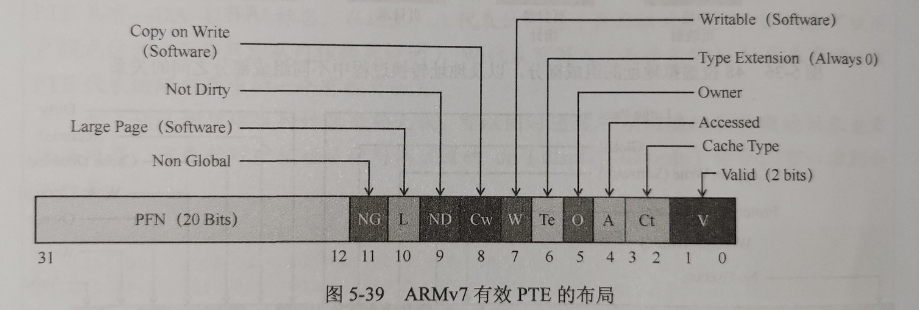 Writable (Software)
Copy on Write
(Software)
Type Extension (Always 0)
Not Dirty
Owner
Large Page (Software)
Accessed
Cache Type
Non Global
Valid (2 bits)
PFN (20 Bits)
NG
L
ND
Cw
W
Te
O
A
Ct
V
31
12
11
10
9
8
7
6
5
4
3
2
1
0
图 5-39 ARMv7 有效 PTE 的布局